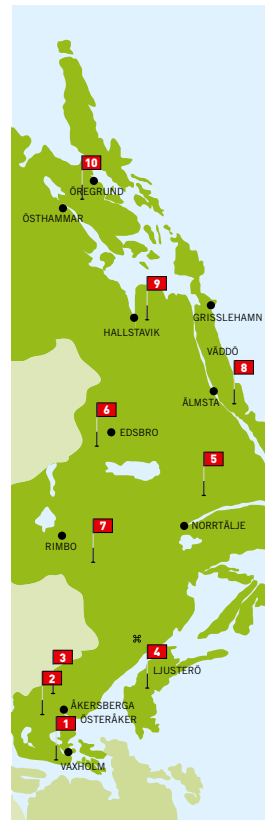 10
ÖREGRUND
ÖSTHAMMAR
9
GRISSLEHAMN
HALLSTAVIK
VÄDDÖ
8
ÄLMSTA
6
EDSBRO
5
7
NORRTÄLJE
RIMBO
⌘
4
3
LJUSTERÖ
2
ÅKERSBERGA
1
ÖSTERÅKER
VAXHOLM